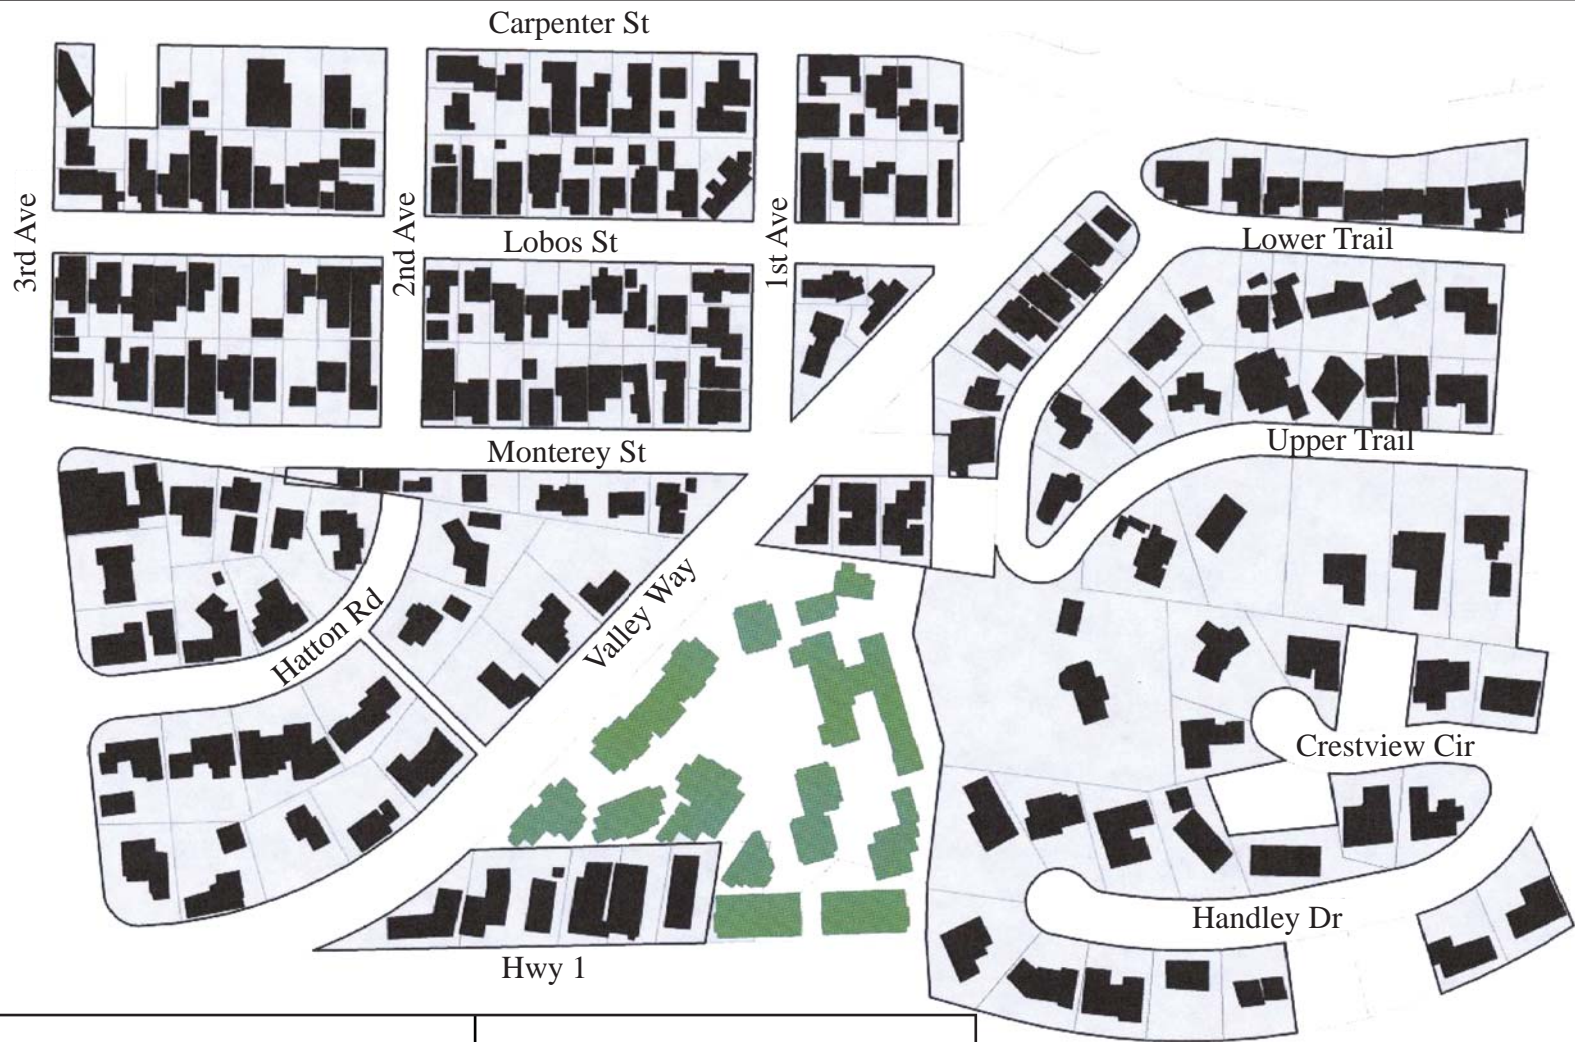 Carpenter St
3rd Ave
2nd Ave
1st Ave
Lobos St
Lower Trail
Monterey St
Upper Trail
Hatton Rd
Valley Way
Crestview Cir
Handley Dr
Hwy 1